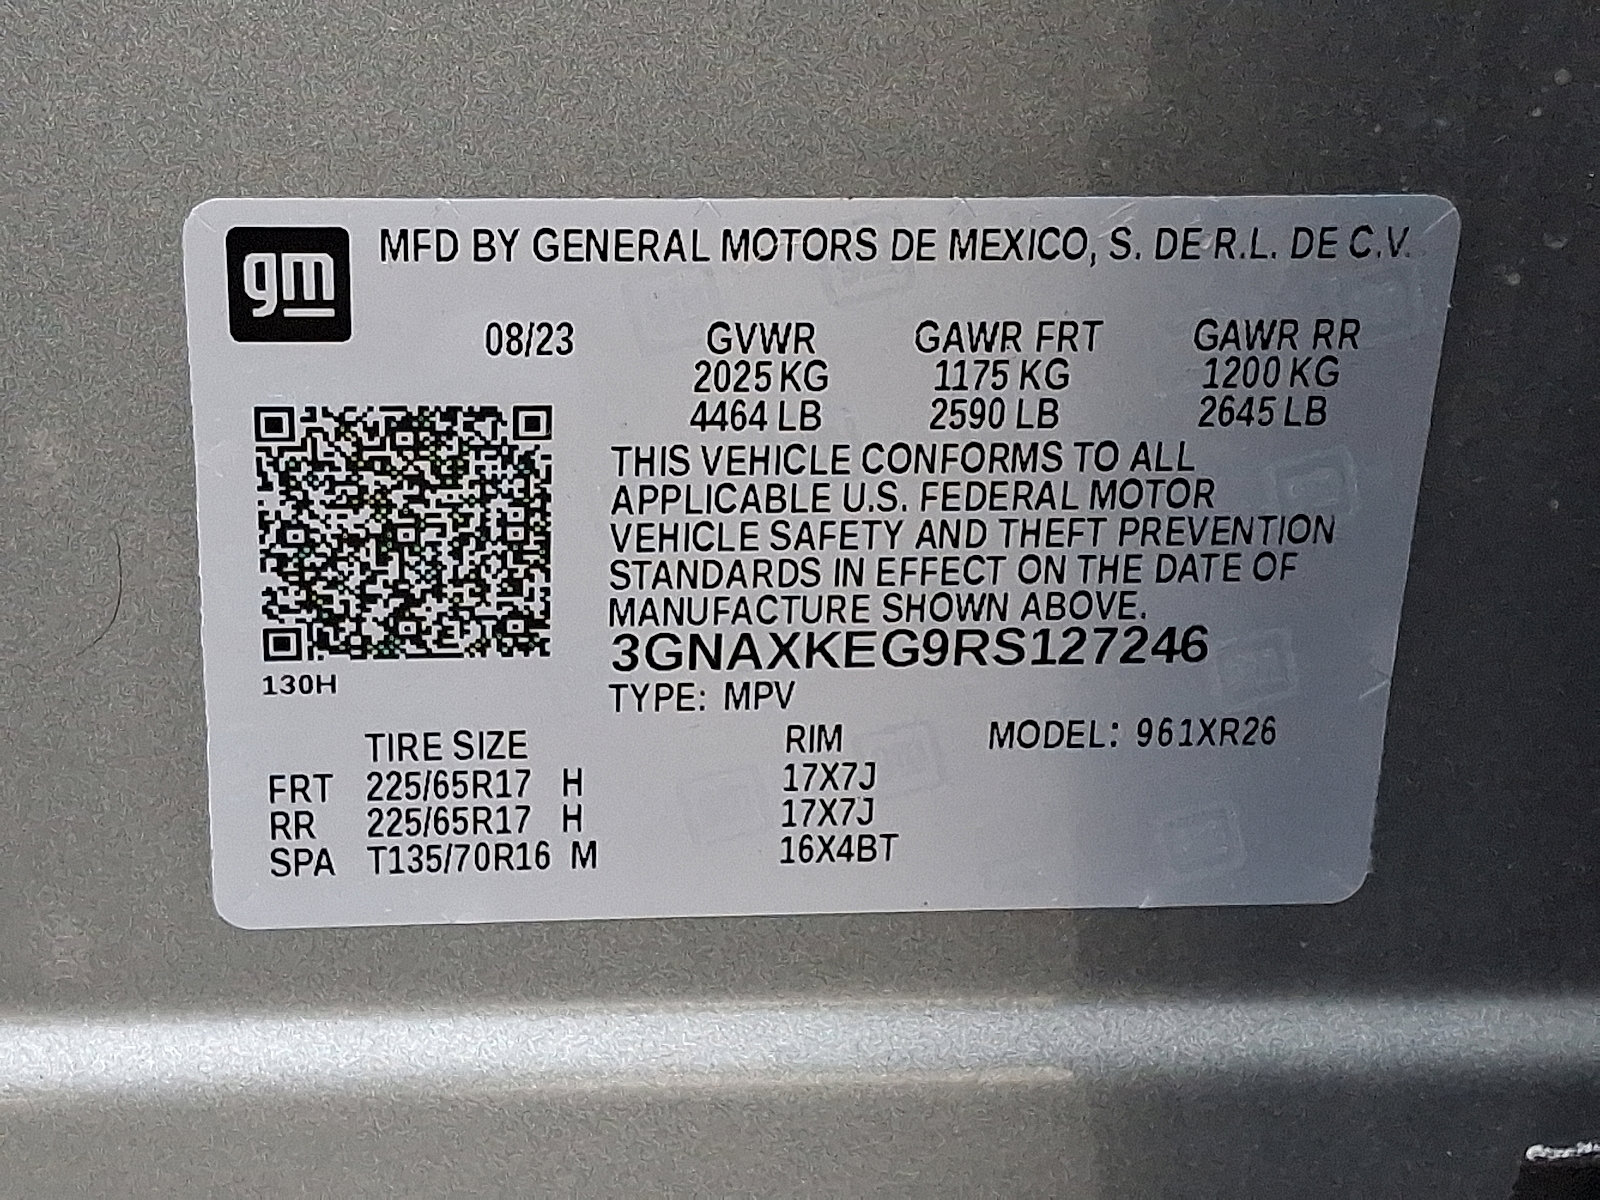 gm MFD BY GENERAL MOTORS DE MEXICO, S. DE R.L. DE C.V.
08/23 GVWR GAWR FRT GAWR RR
2025 KG 1175 KG 1200 KG
4464 LB 2590 LB 2645 LB
THIS VEHICLE CONFORMS TO ALL
APPLICABLE U.S. FEDERAL MOTOR
VEHICLE SAFETY AND THEFT PREVENTION
STANDARDS IN EFFECT ON THE DATE OF
MANUFACTURE SHOWN ABOVE.
3GNAXKEG9RS127246
130H
TYPE: MPV
TIRE SIZE RIM MODEL: 961XR26
FRT 225/65R17 H 17X7J
RR 225/65R17 H 17X7J
SPA T135/70R16 M 16X4BT